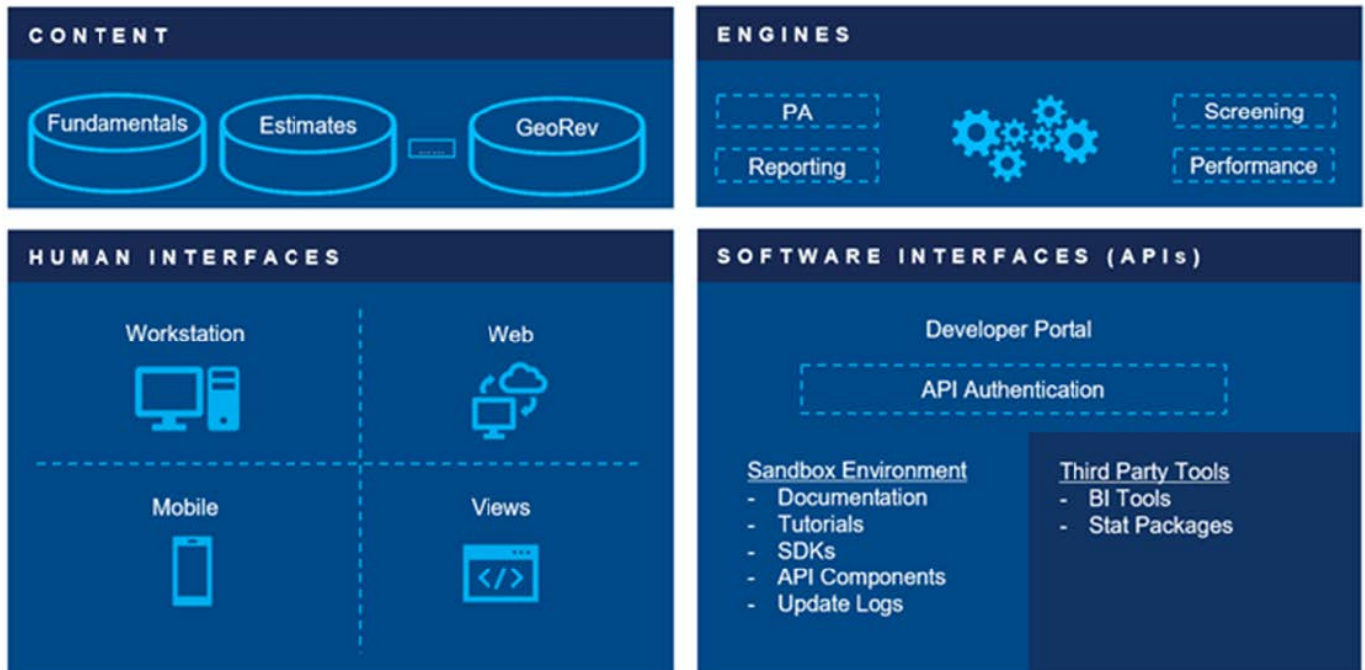 CONTENT
Fundamentals
Estimates
......
GeoRev
ENGINES
PA
Reporting
Screening
Performance
HUMAN INTERFACES
Workstation
Web
Mobile
Views
</>
SOFTWARE INTERFACES (APIs)
Developer Portal
API Authentication
Sandbox Environment
- Documentation
- Tutorials
- SDKs
- API Components
- Update Logs
Third Party Tools
- BI Tools
- Stat Packages